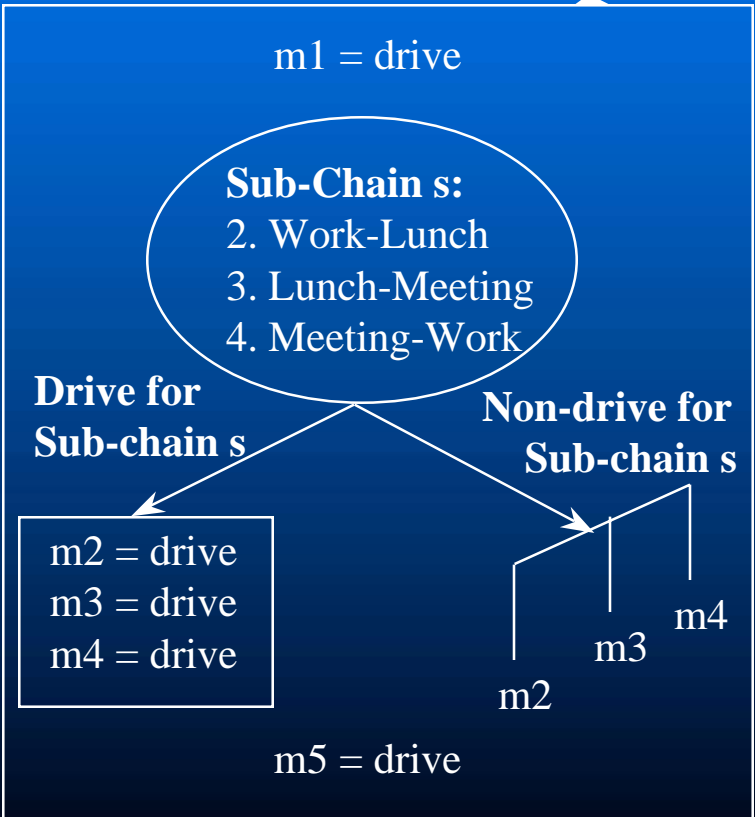 m1 = drive
Sub-Chain s:
2. Work-Lunch
3. Lunch-Meeting
4. Meeting-Work
Drive for
Sub-chain s
Non-drive for
Sub-chain s
m2 = drive
m3 = drive
m4 = drive
m2
m3
m4
m5 = drive